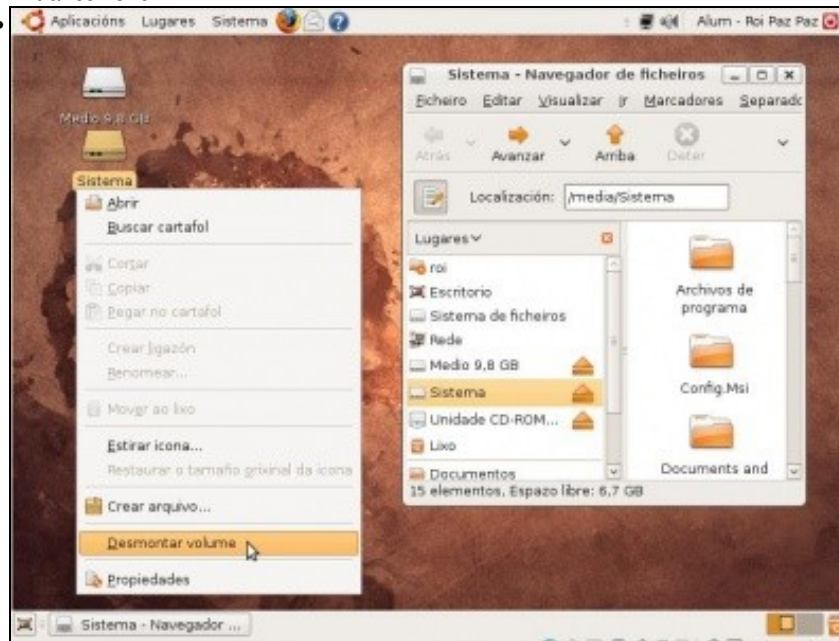 Aplicacións Lugares Sistema
Alum - Roi Paz Paz
Medio 9,8 GB
Sistema
Abrir
Buscar cartafol
Cortar
Copiar
Pegar no cartafol
Crear ligazón
Renomear...
Mover ao lixo
Estirar icona...
Restaurar o tamaño orixinal da icona
Crear arquivo...
Desmontar volume
Propiedades
Sistema - Navegador de ficheiros
Ficheiro Editar Visualizar Ir Marcadores Separado
Atrás Avanzar Arriba Deter
Localización: /media/Sistema
Lugares
roi
Escritorio
Sistema de ficheiros
Rede
Medio 9,8 GB
Sistema
Unidade CD-ROM...
Lixo
Documentos
Archivos de
programa
Config.Msi
Documents and
15 elementos, Espazo libre: 6,7 GB
Sistema - Navegador ...